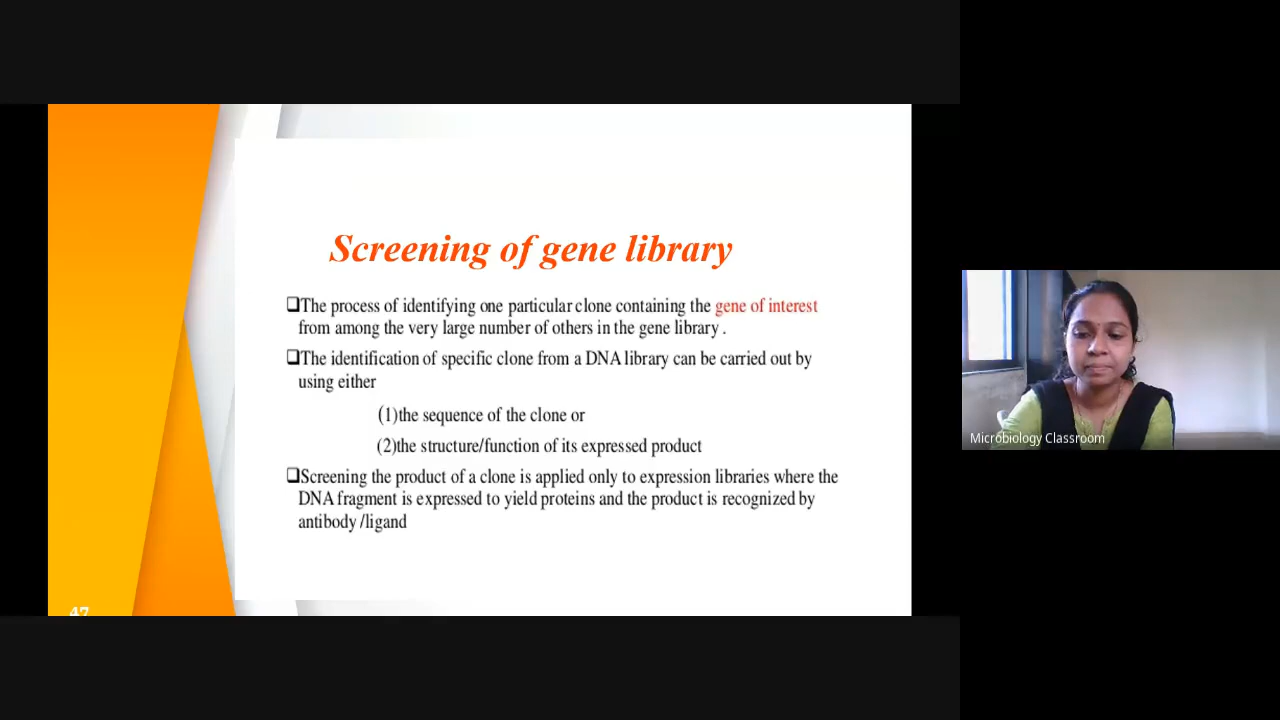 Screening of gene library
❑The process of identifying one particular clone containing the gene of interest
from among the very large number of others in the gene library .
❑The identification of specific clone from a DNA library can be carried out by
using either
(1)the sequence of the clone or
(2)the structure/function of its expressed product
❑Screening the product of a clone is applied only to expression libraries where the
DNA fragment is expressed to yield proteins and the product is recognized by
antibody /ligand
47
Microbiology Classroom